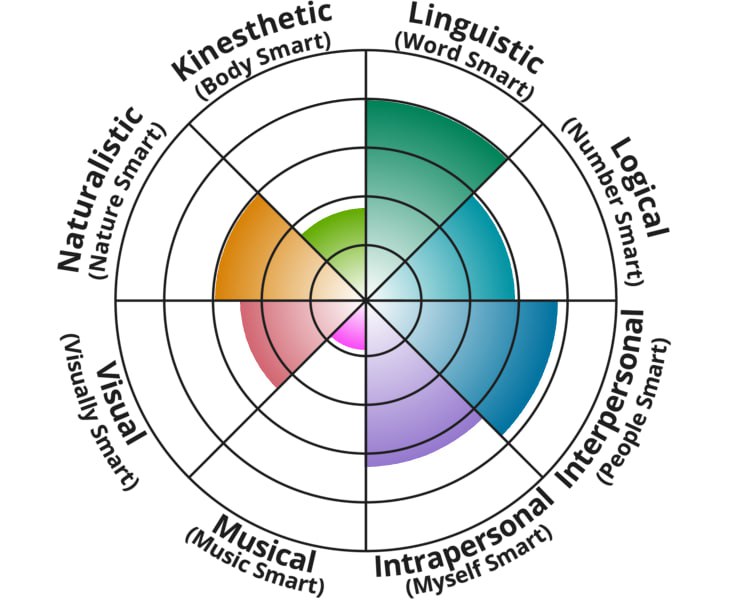 Kinesthetic
(Body Smart)
Linguistic
(Word Smart)
Logical
(Number Smart)
Interpersonal
(People Smart)
Intrapersonal
(Myself Smart)
Musical
(Music Smart)
Visual
(Visually Smart)
Naturalistic
(Nature Smart)